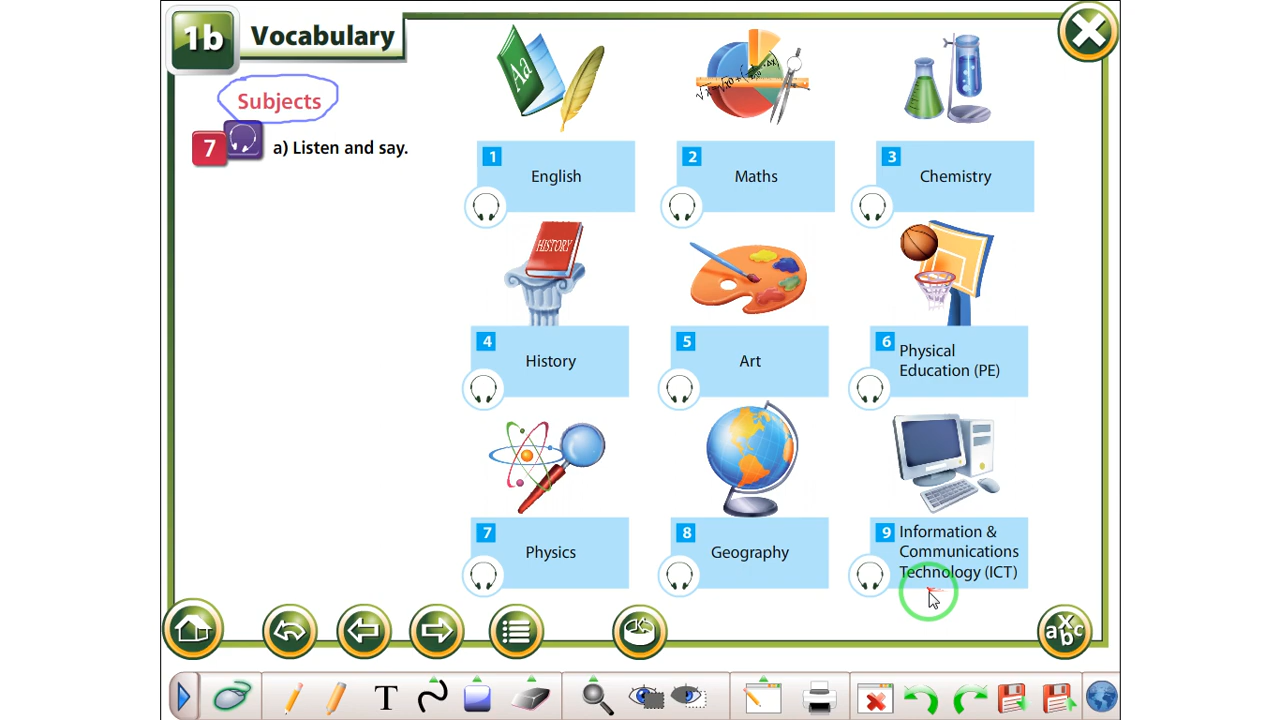 1b Vocabulary
Subjects
7 a) Listen and say.
Aa
1 English
2 Maths
3 Chemistry
HISTORY
4 History
5 Art
6 Physical
Education (PE)
7 Physics
8 Geography
9 Information &
Communications
Technology (ICT)
a x b c
T